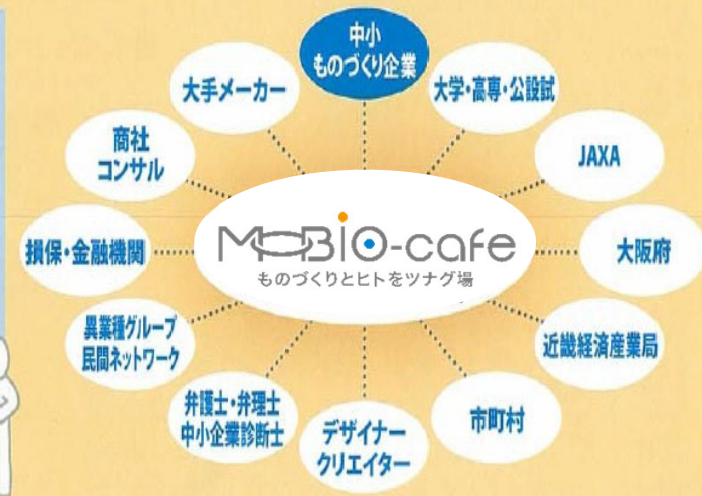 中小
ものづくり企業
大手メーカー
大学・高専・公設試
商社
コンサル
JAXA
MOBIO-cafe
ものづくりとヒトをツナグ場
損保・金融機関
大阪府
異業種グループ
民間ネットワーク
近畿経済産業局
弁護士・弁理士
中小企業診断士
市町村
デザイナー
クリエイター